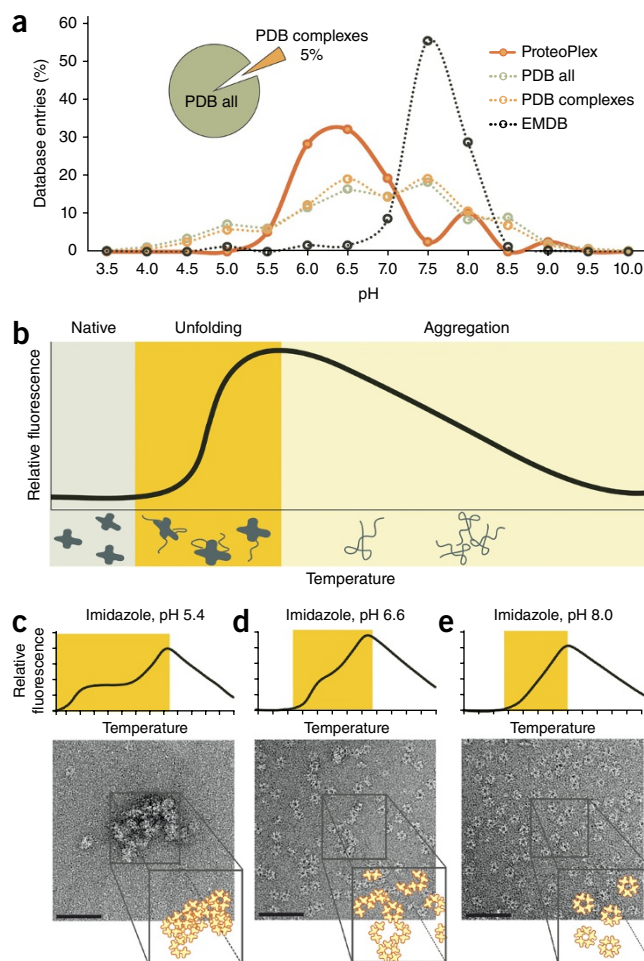 a
PDB complexes
5%
PDB all
ProteoPlex
PDB all
PDB complexes
EMDB
Database entries (%)
60
50
40
30
20
10
0
3.5 4.0 4.5 5.0 5.5 6.0 6.5 7.0 7.5 8.0 8.5 9.0 9.5 10.0
pH
b
Native Unfolding Aggregation
Relative fluorescence
Temperature
c Imidazole, pH 5.4
Relative
fluorescence
Temperature
d Imidazole, pH 6.6
Temperature
e Imidazole, pH 8.0
Temperature